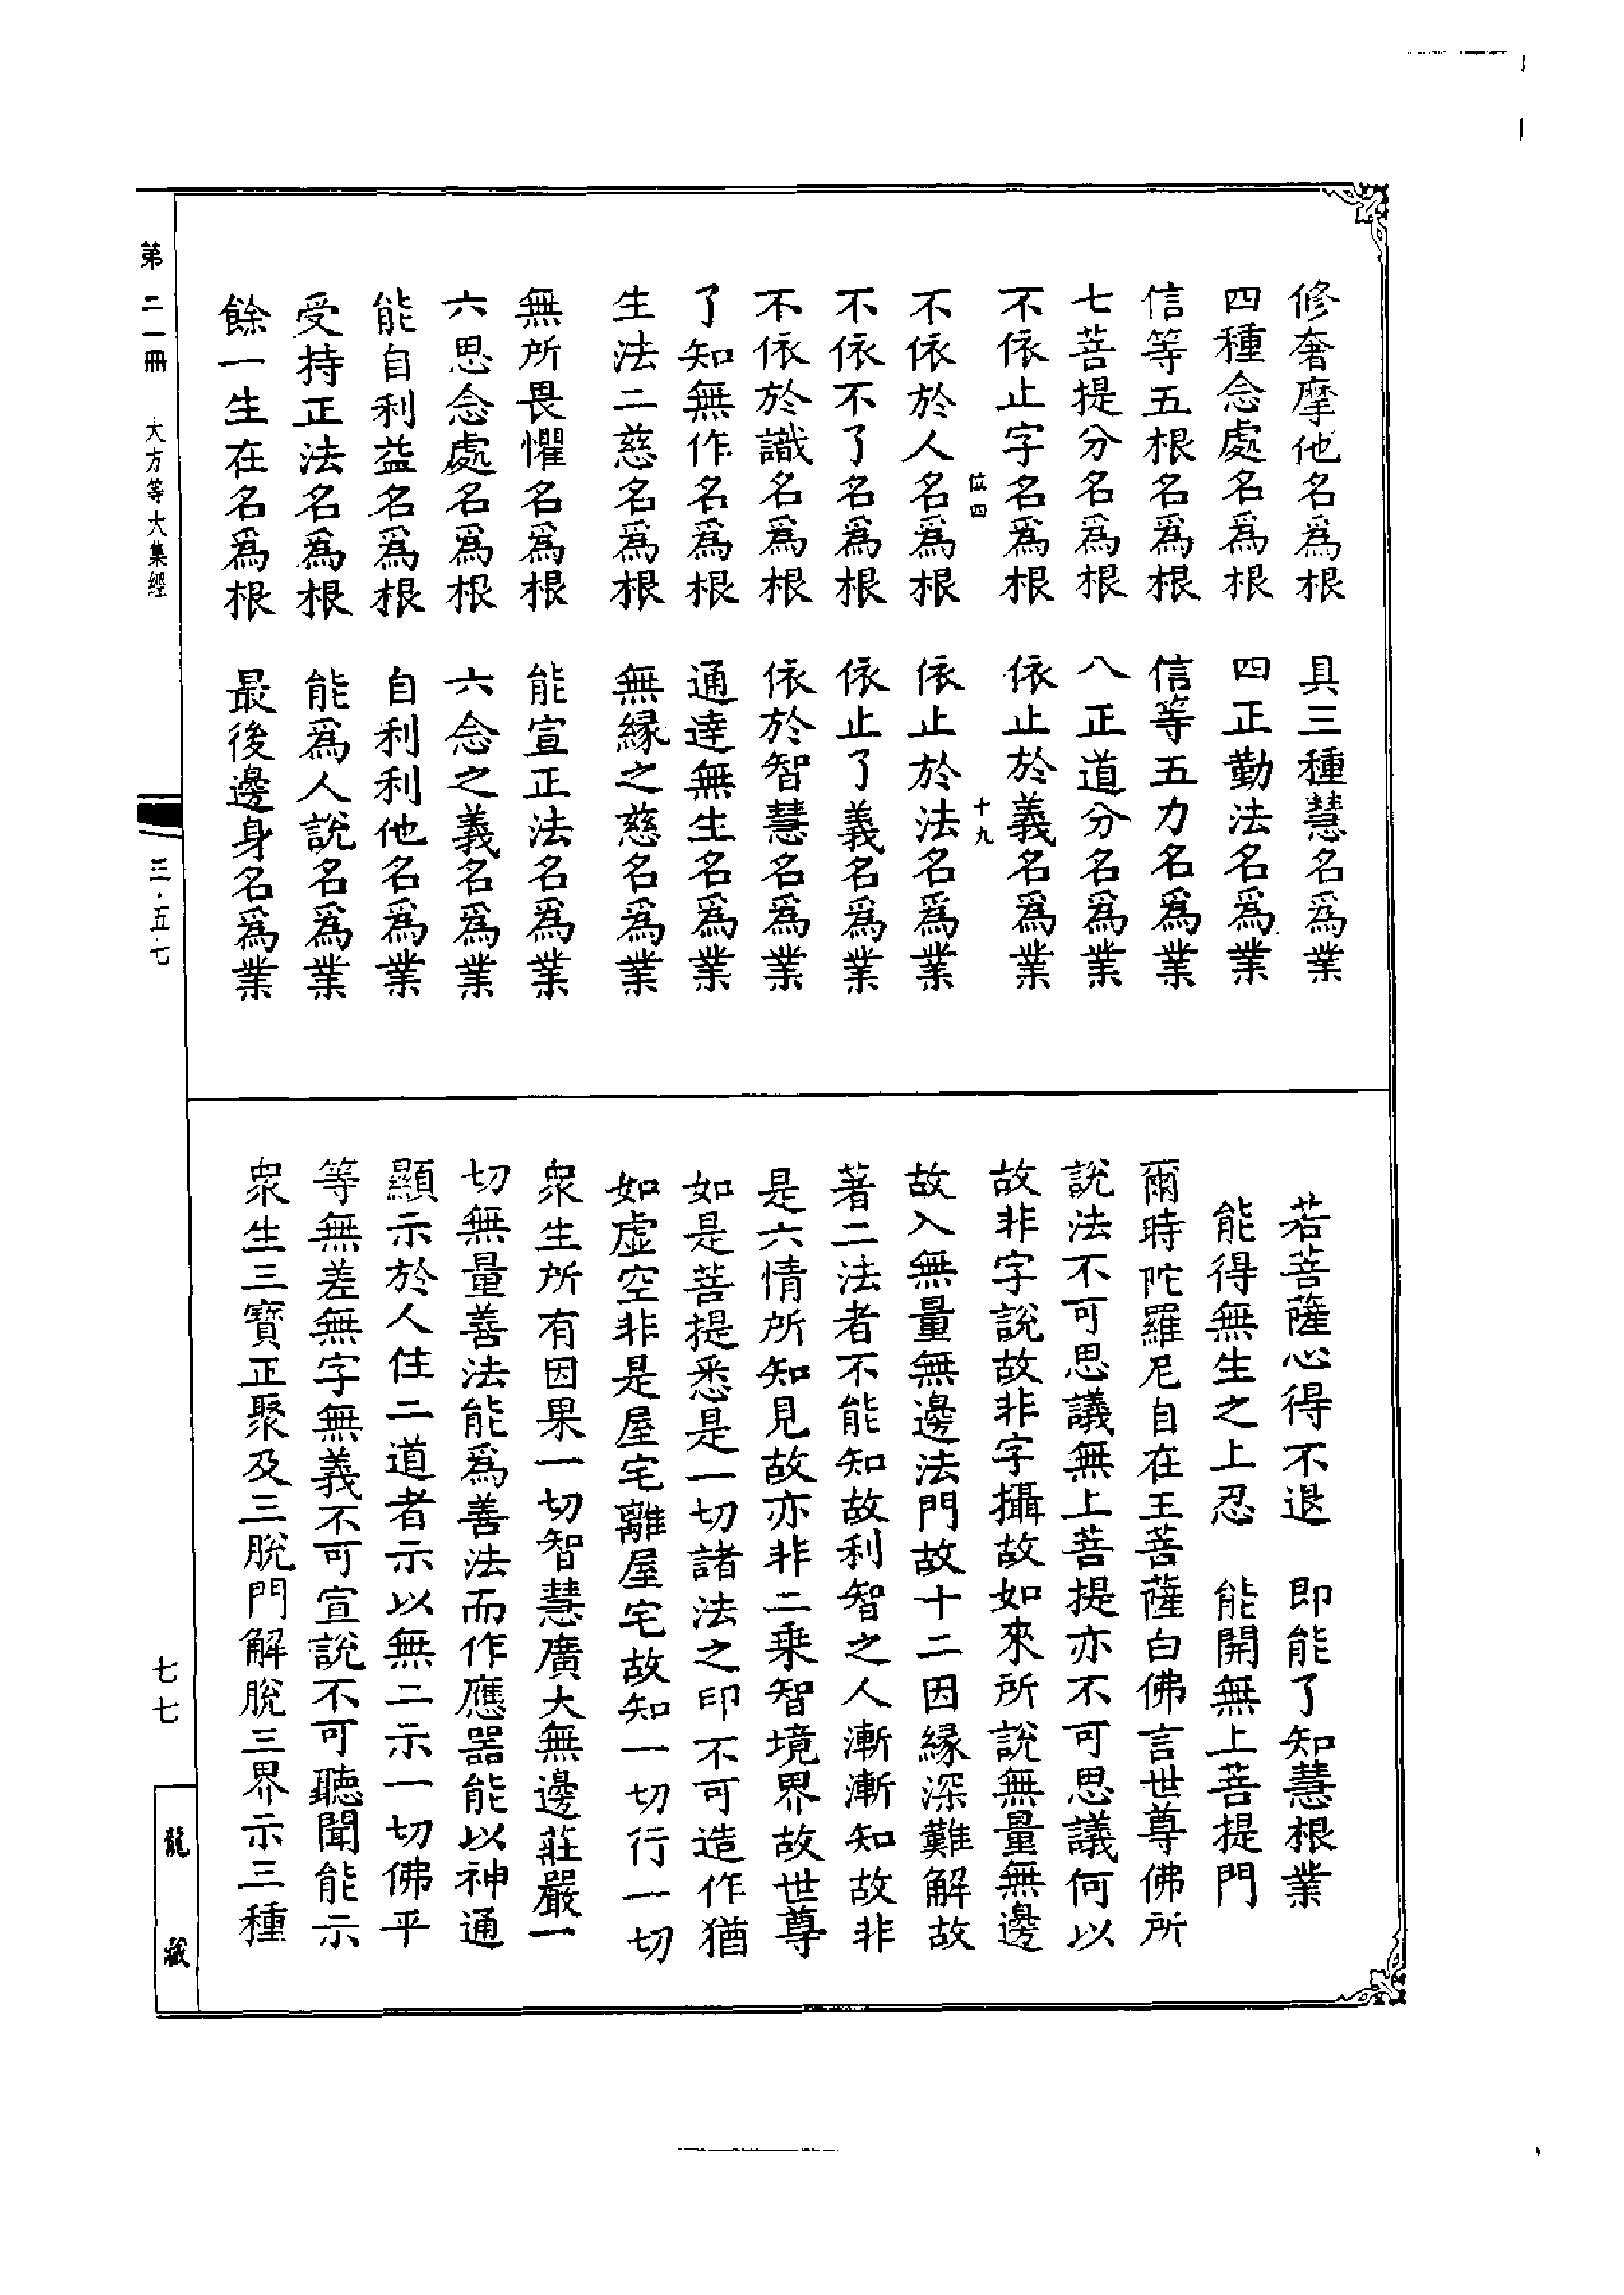 修奢摩他名爲根　具三種慧名爲業
四種念處名爲根　四正勤法名爲業
信等五根名爲根　信等五力名爲業
七菩提分名爲根　八正道分名爲業
不依止字名爲根　依止於義名爲業
位四　十九
不依於人名爲根　依止於法名爲業
不依不了名爲根　依止了義名爲業
不依於識名爲根　依於智慧名爲業
了知無作名爲根　通達無生名爲業
生法二慈名爲根　無緣之慈名爲業
無所畏懼名爲根　能宣正法名爲業
六思念處名爲根　六念之義名爲業
能自利益名爲根　自利利他名爲業
受持正法名爲根　能爲人說名爲業
餘一生在名爲根　最後邊身名爲業
若菩薩心得不退　即能了知慧根業
能得無生之上忍　能開無上菩提門
爾時陀羅尼自在王菩薩白佛言世尊佛所
說法不可思議無上菩提亦不可思議何以
故非字說故非字攝故如來所說無量無邊
故入無量無邊法門故十二因緣深難解故
著二法者不能知故利智之人漸漸知故非
是六情所知見故亦非二乘智境界故世尊
如是菩提悉是一切諸法之印不可造作猶
如虛空非是屋宅離屋宅故知一切行一切
衆生所有因果一切智慧廣大無邊莊嚴一
切無量善法能爲善法而作應器能以神通
顯示於人住二道者示以無二示一切佛平
等無差無字無義不可宣說不可聽聞能示
衆生三寶正聚及三脫門解脫三界示三種
第二一冊　大方等大集經　三·五七　七七　龍藏